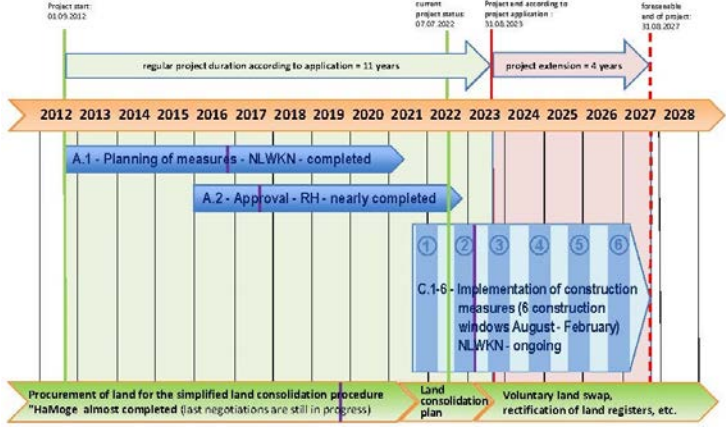 Project start:
01.09.2012
current
project status:
07.07.2022
Project end according to
project application :
31.08.2023
foreseeable
end of project:
31.08.2027
regular project duration according to application = 11 years
project extension = 4 years
2012 2013 2014 2015 2016 2017 2018 2019 2020 2021 2022 2023 2024 2025 2026 2027 2028
A.1 - Planning of measures - NLWKN - completed
A.2 - Approval - RH - nearly completed
1 2 3 4 5 6
C.1-6 - Implementation of construction
measures (6 construction
windows August - February)
NLWKN - ongoing
Procurement of land for the simplified land consolidation procedure
"HaMoge almost completed (last negotiations are still in progress)
Land
consolidation
plan
Voluntary land swap,
rectification of land registers, etc.